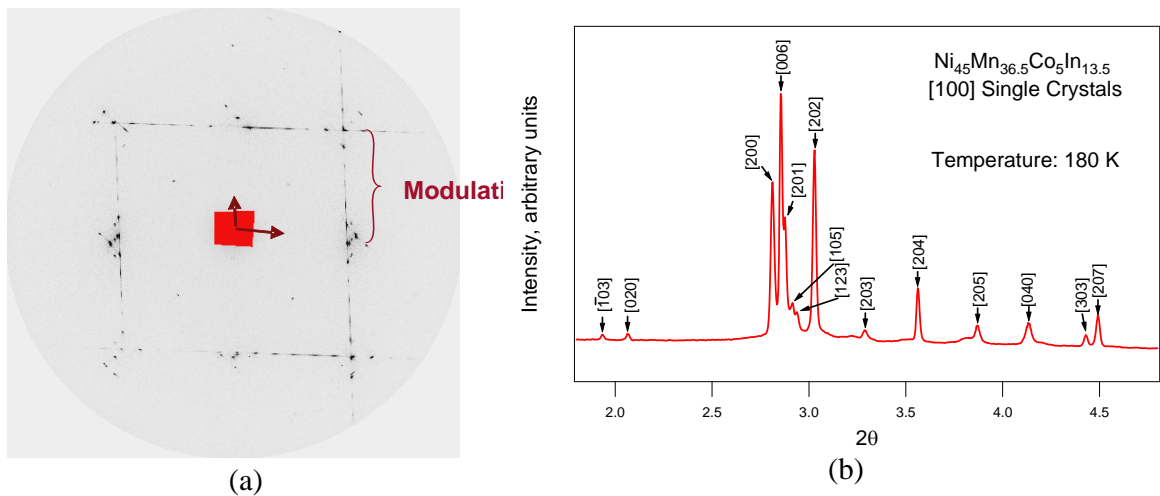 Modulati
(a)
Intensity, arbitrary units
Ni45Mn36.5Co5In13.5
[100] Single Crystals
Temperature: 180 K
[1̄03]
[020]
[200]
[006]
[201]
[202]
[105]
[123]
[203]
[204]
[205]
[040]
[303]
[207]
2.0 2.5 3.0 3.5 4.0 4.5
2θ
(b)